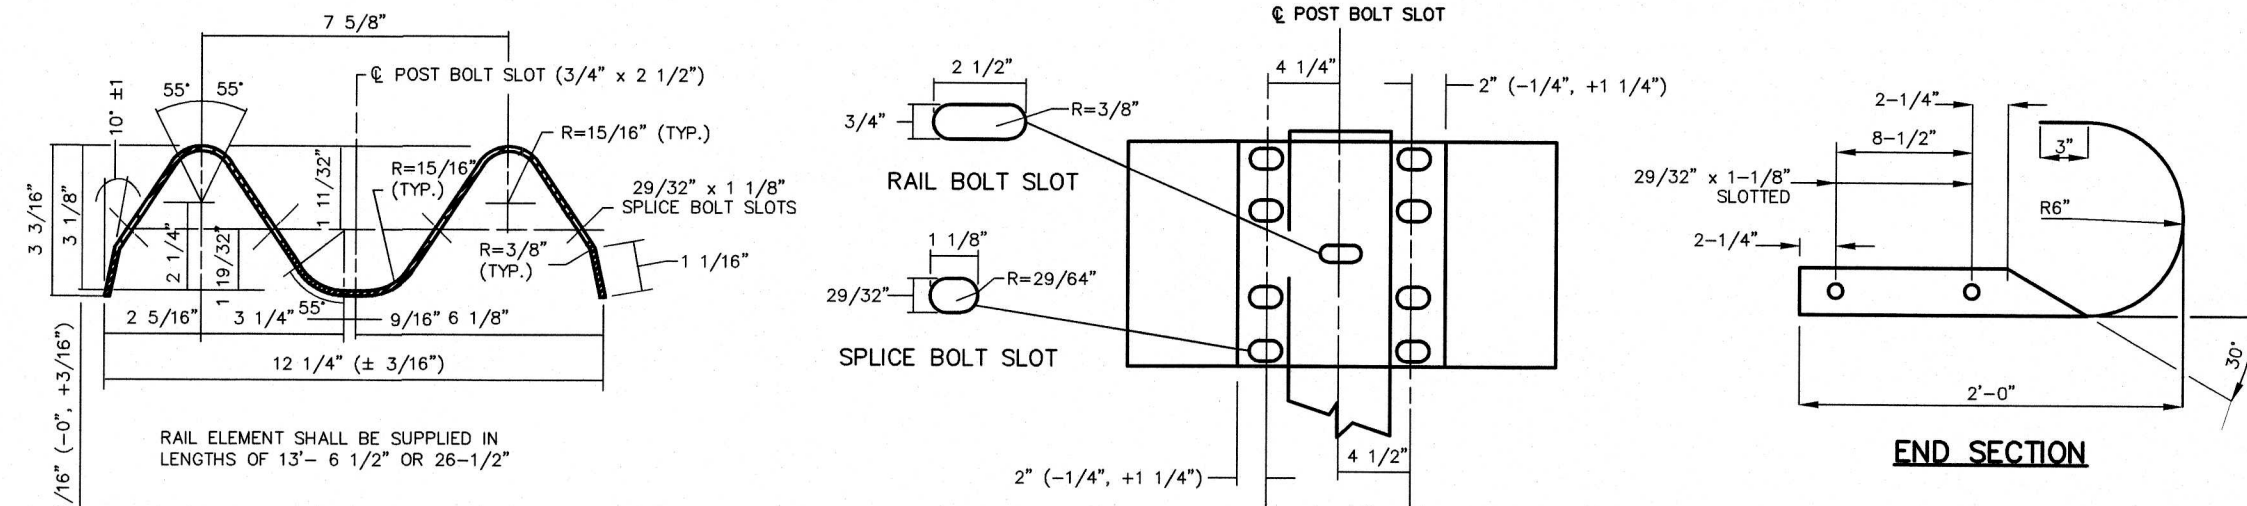 7 5/8"
℄ POST BOLT SLOT (3/4" x 2 1/2")
55°
55°
10° ±1
R=15/16" (TYP.)
R=15/16"
(TYP.)
1 11/32"
29/32" x 1 1/8"
SPLICE BOLT SLOTS
3 3/16"
3 1/8"
2 1/4"
1 19/32"
R=3/8"
(TYP.)
1 1/16"
55°
2 5/16"
3 1/4"
9/16"
6 1/8"
12 1/4" (± 3/16")
/16" (-0", +3/16")
RAIL ELEMENT SHALL BE SUPPLIED IN
LENGTHS OF 13'- 6 1/2" OR 26-1/2"
℄ POST BOLT SLOT
2 1/2"
4 1/4"
2" (-1/4", +1 1/4")
3/4"
R=3/8"
RAIL BOLT SLOT
1 1/8"
R=29/64"
29/32"
SPLICE BOLT SLOT
4 1/2"
2" (-1/4", +1 1/4")
2-1/4"
8-1/2"
3"
29/32" x 1-1/8"
SLOTTED
R6"
2-1/4"
30°
2'-0"
END SECTION